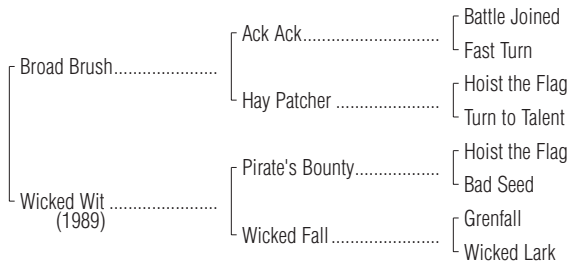 Broad Brush.....................
Wicked Wit .....................
(1989)
Ack Ack...........................
Hay Patcher .....................
Pirate's Bounty.................
Wicked Fall.....................
Battle Joined
Fast Turn
Hoist the Flag
Turn to Talent
Hoist the Flag
Bad Seed
Grenfall
Wicked Lark